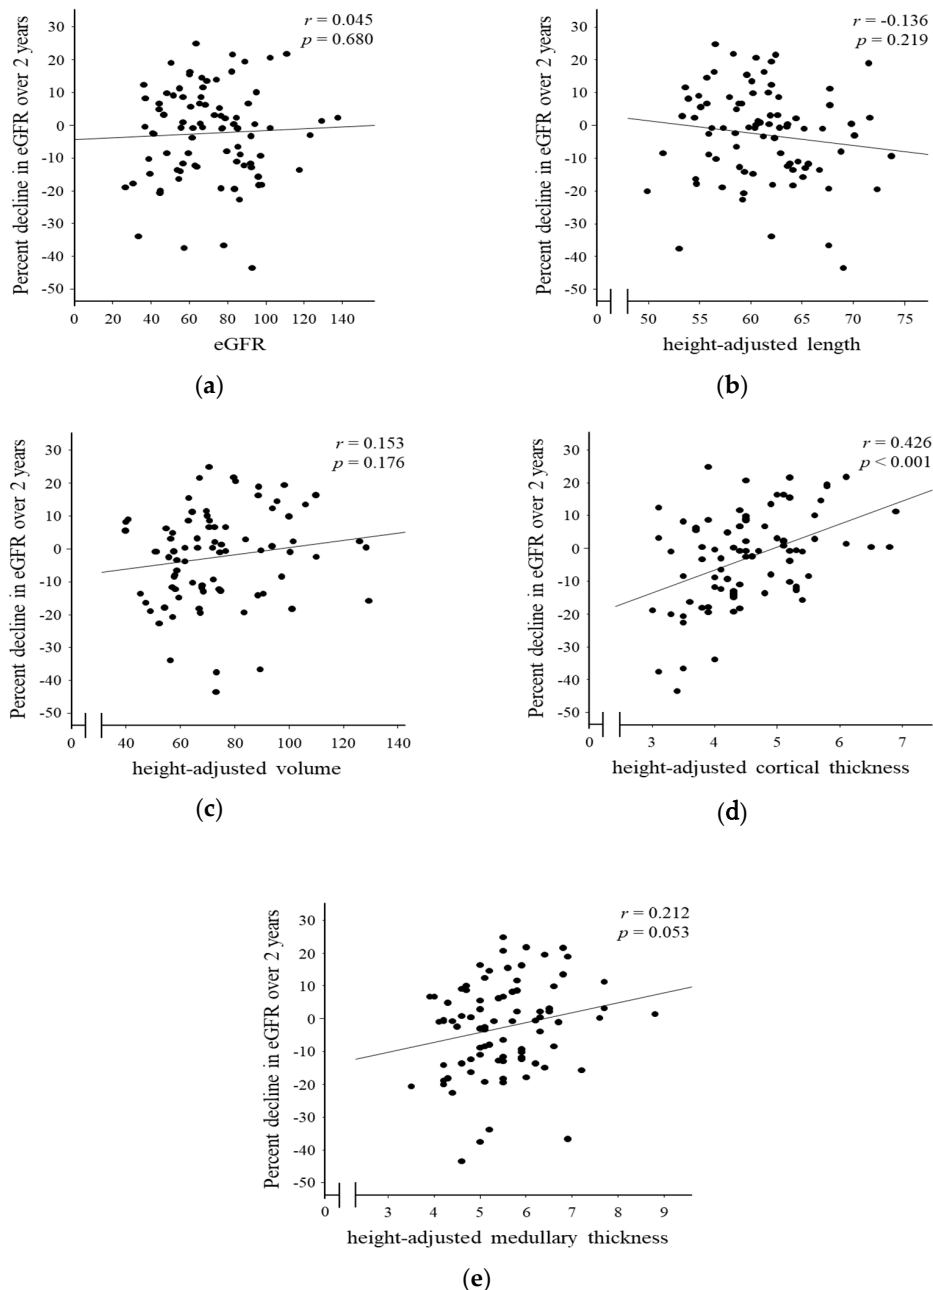 r = 0.045
p = 0.680
Percent decline in eGFR over 2 years
30
20
10
0
-10
-20
-30
-40
-50
0 20 40 60 80 100 120 140
eGFR
(a)
r = -0.136
p = 0.219
Percent decline in eGFR over 2 years
30
20
10
0
-10
-20
-30
-40
-50
0 50 55 60 65 70 75
height-adjusted length
(b)
r = 0.153
p = 0.176
Percent decline in eGFR over 2 years
30
20
10
0
-10
-20
-30
-40
-50
0 40 60 80 100 120 140
height-adjusted volume
(c)
r = 0.426
p < 0.001
Percent decline in eGFR over 2 years
30
20
10
0
-10
-20
-30
-40
-50
0 3 4 5 6 7
height-adjusted cortical thickness
(d)
r = 0.212
p = 0.053
Percent decline in eGFR over 2 years
30
20
10
0
-10
-20
-30
-40
-50
0 3 4 5 6 7 8 9
height-adjusted medullary thickness
(e)